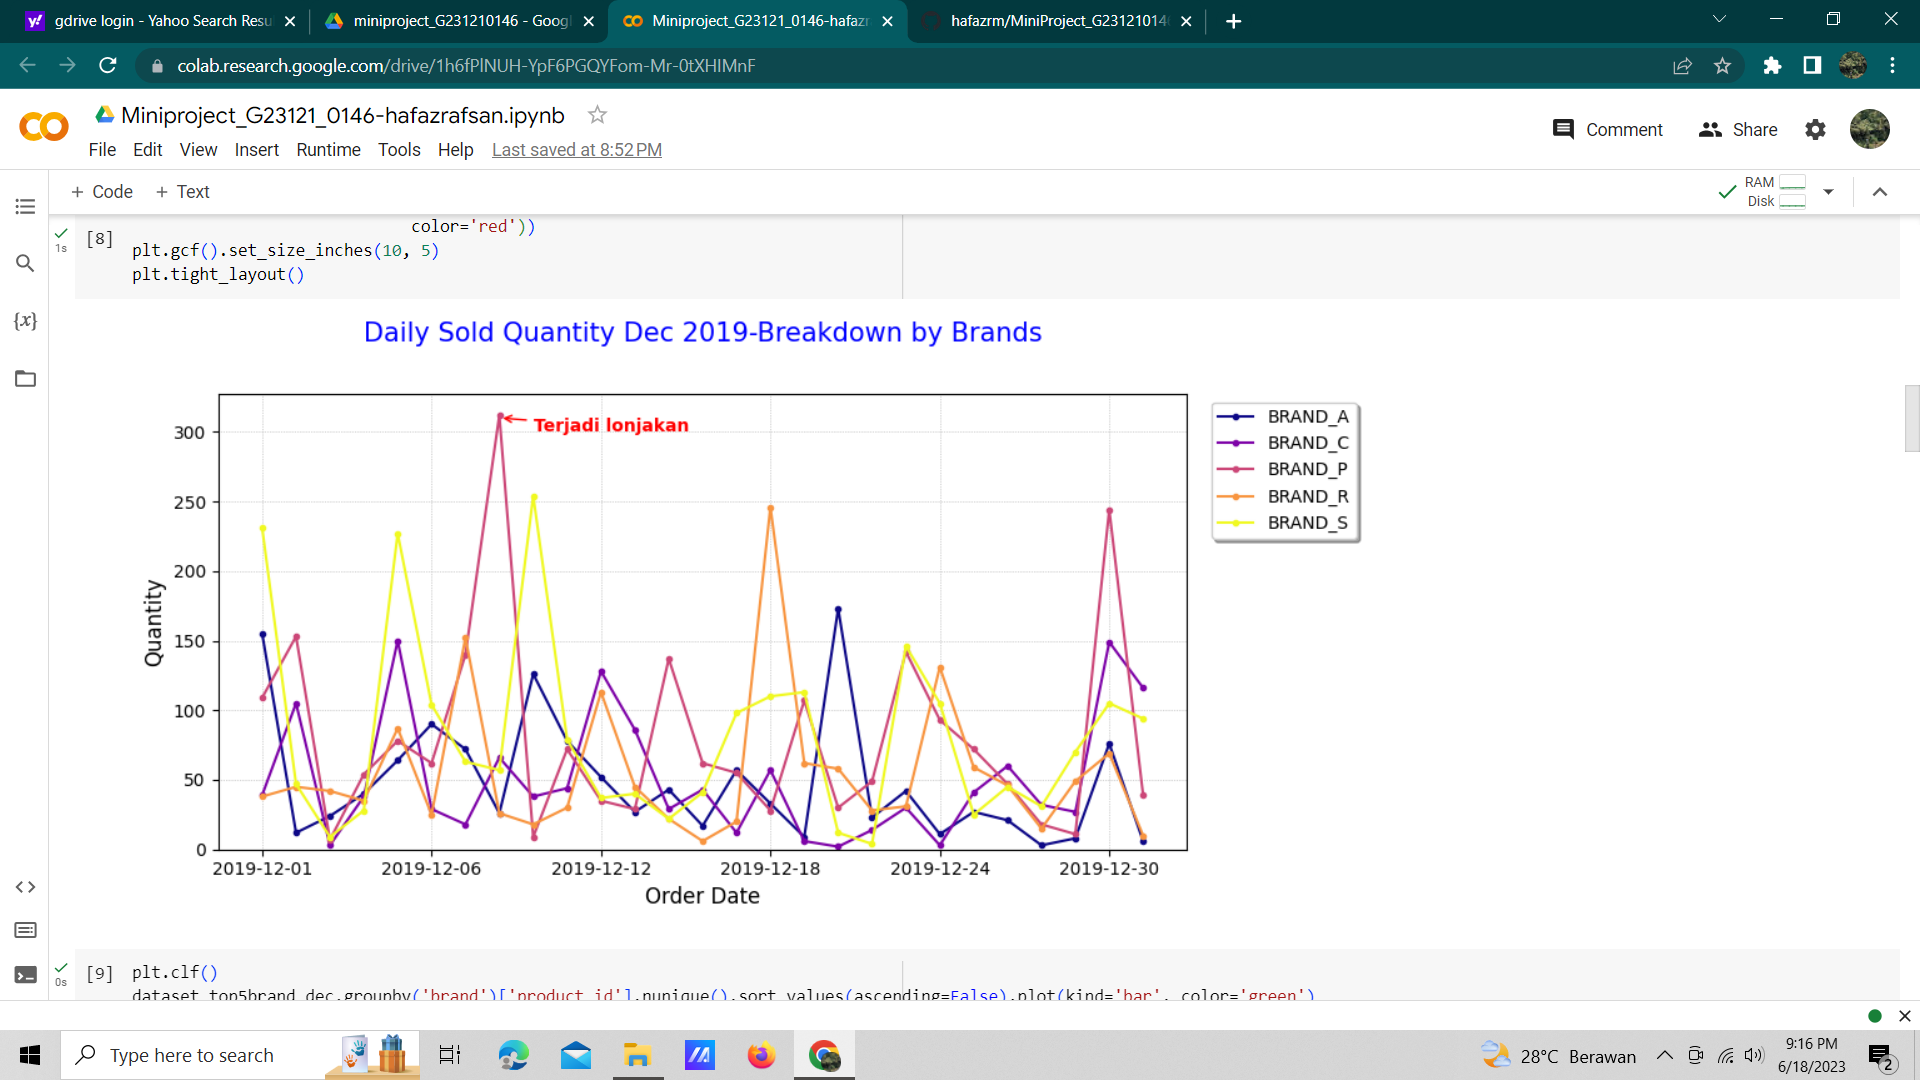 gdrive login - Yahoo Search Resu
miniproject_G231210146 - Googl
Miniproject_G23121_0146-hafazr
hafazrm/MiniProject_G23121014
colab.research.google.com/drive/1h6fPlNUH-YpF6PGQYFom-Mr-0tXHIMnF
Miniproject_G23121_0146-hafazrafsan.ipynb
Comment
Share
File Edit View Insert Runtime Tools Help Last saved at 8:52 PM
+ Code + Text
RAM
Disk
[8]
1s
color='red'))
plt.gcf().set_size_inches(10, 5)
plt.tight_layout()
{x}
Daily Sold Quantity Dec 2019-Breakdown by Brands
Terjadi lonjakan
BRAND_A
BRAND_C
BRAND_P
BRAND_R
BRAND_S
300
250
200
150
100
50
0
Quantity
2019-12-01 2019-12-06 2019-12-12 2019-12-18 2019-12-24 2019-12-30
Order Date
[9] plt.clf()
0s
dataset_top5brand_dec.groupby('brand')['product_id'].nunique().sort_values(ascending=False).plot(kind='bar', color='green')
Type here to search
28°C Berawan
9:16 PM
6/18/2023
2